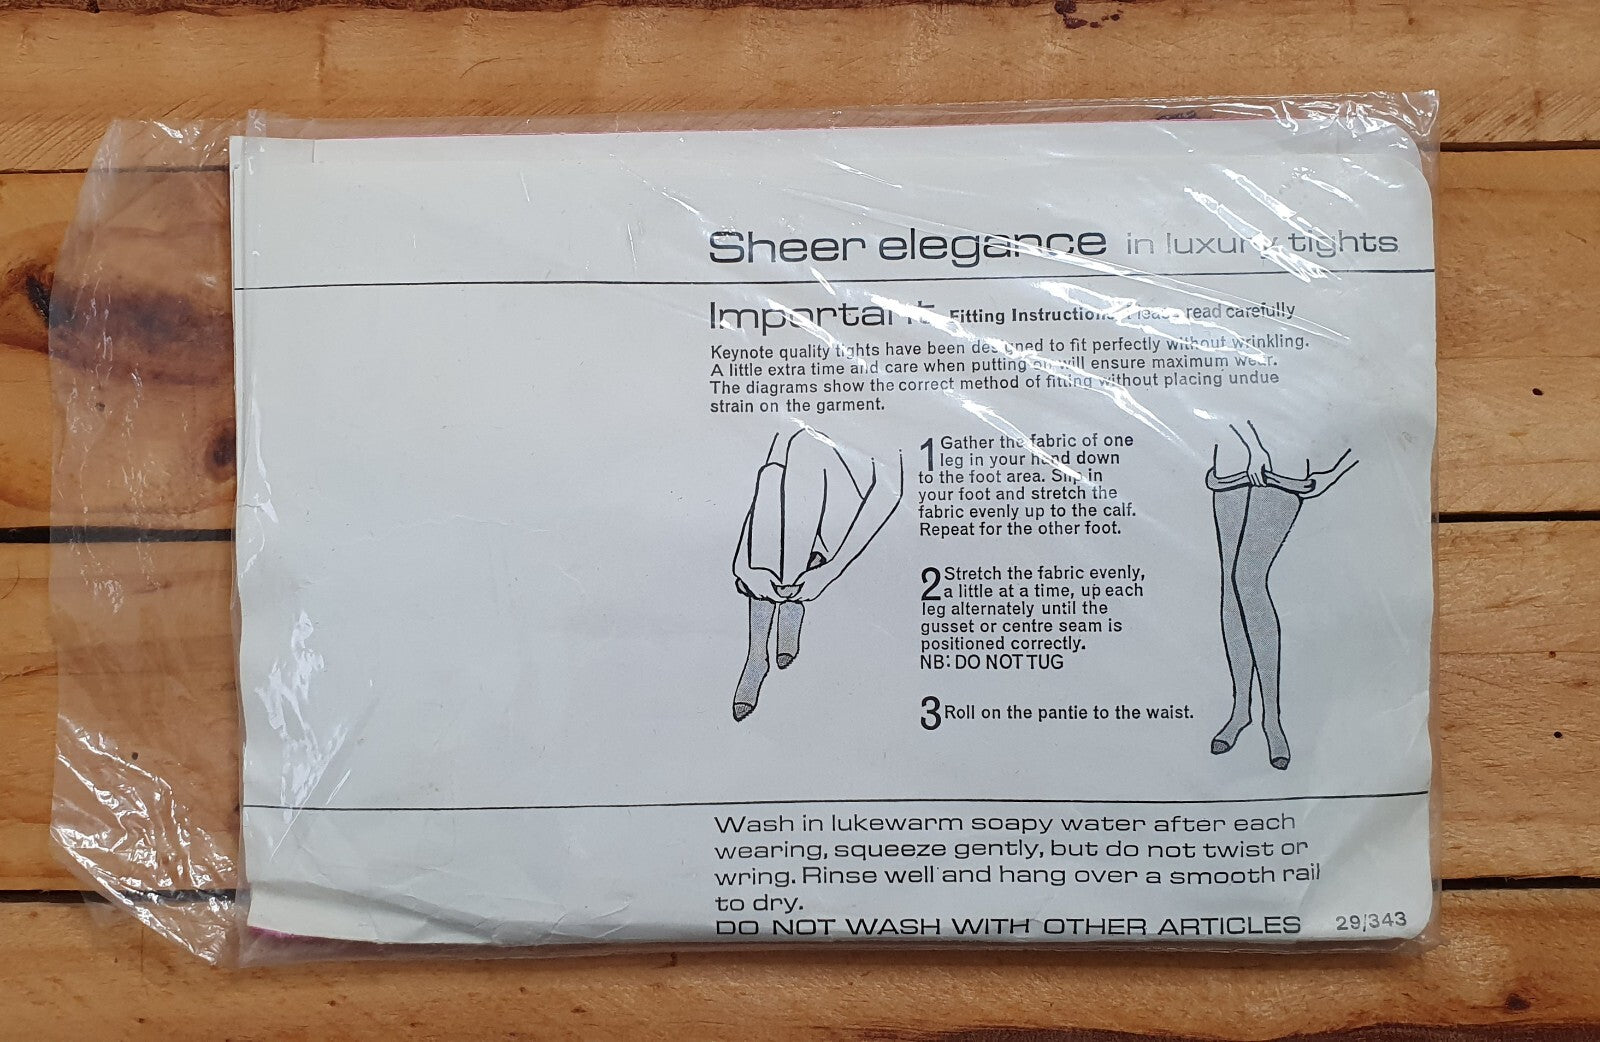 Sheer elegance in luxury tights
Important Fitting Instructions Please read carefully
Keynote quality tights have been designed to fit perfectly without wrinkling.
A little extra time and care when putting on will ensure maximum wear.
The diagrams show the correct method of fitting without placing undue
strain on the garment.
1 Gather the fabric of one
leg in your hand down
to the foot area. Slip in
your foot and stretch the
fabric evenly up to the calf.
Repeat for the other foot.
2 Stretch the fabric evenly,
a little at a time, up each
leg alternately until the
gusset or centre seam is
positioned correctly.
NB: DO NOT TUG
3 Roll on the pantie to the waist.
Wash in lukewarm soapy water after each
wearing, squeeze gently, but do not twist or
wring. Rinse well and hang over a smooth rail
to dry.
DO NOT WASH WITH OTHER ARTICLES 29/343